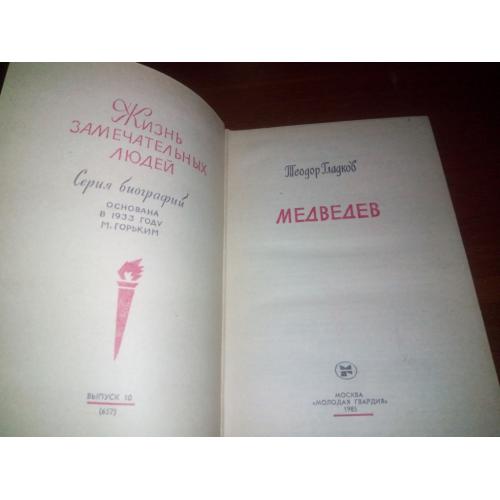 Жизнь
ЗАМЕЧАТЕЛЬНЫХ
ЛЮДЕЙ
Серия биографий
ОСНОВАНА
В 1933 ГОДУ
М. ГОРЬКИМ
ВЫПУСК 10
(657)
Теодор Гладков
МЕДВЕДЕВ
МОСКВА
«МОЛОДАЯ ГВАРДИЯ»
1985